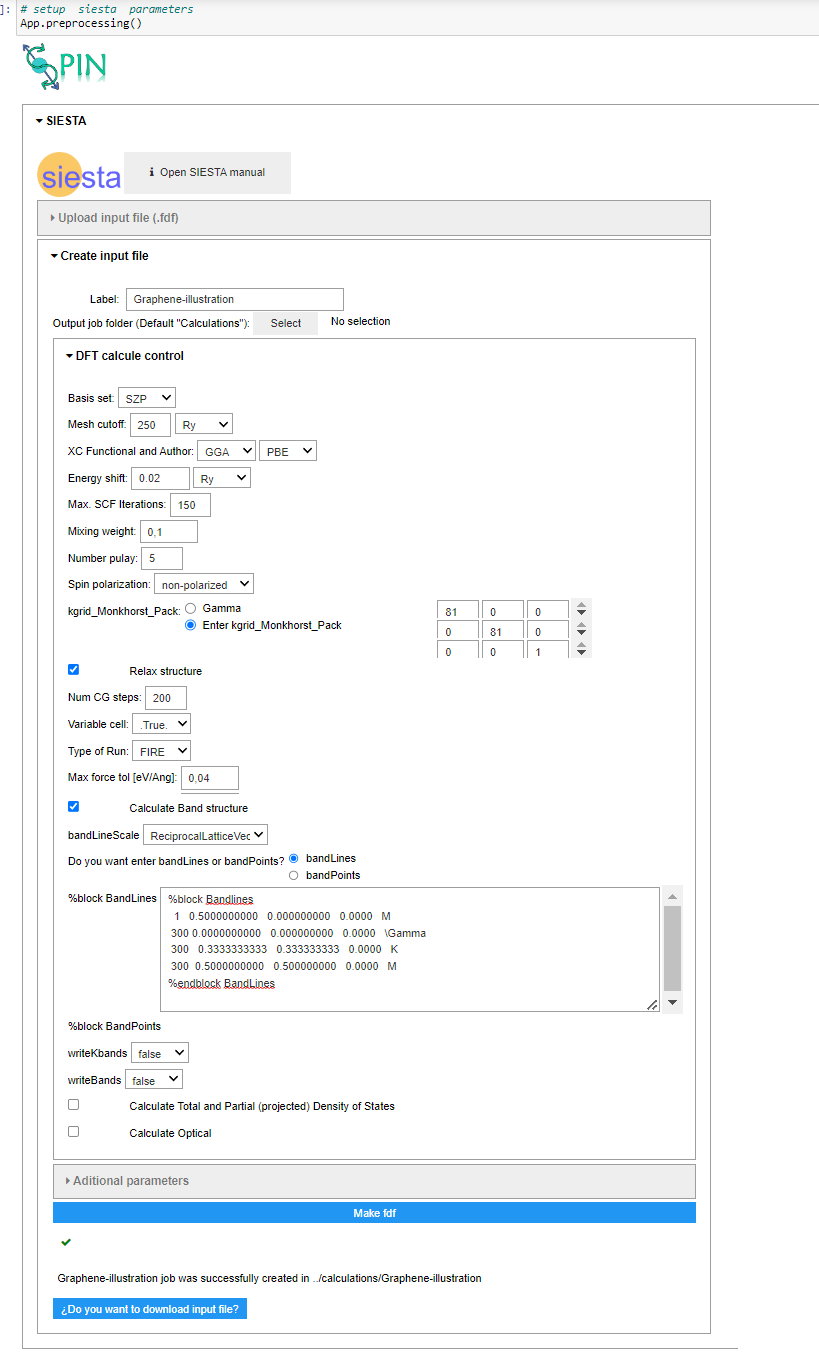 ]: # setup siesta parameters
App.preprocessing()
SPIN
SIESTA
siesta
i Open SIESTA manual
Upload input file (.fdf)
Create input file
Label: Graphene-illustration
Output job folder (Default "Calculations"): Select No selection
DFT calcule control
Basis set: SZP
Mesh cutoff: 250 Ry
XC Functional and Author: GGA PBE
Energy shift: 0.02 Ry
Max. SCF Iterations: 150
Mixing weight: 0,1
Number pulay: 5
Spin polarization: non-polarized
kgrid_Monkhorst_Pack: Gamma
Enter kgrid_Monkhorst_Pack
81 0 0
0 81 0
0 0 1
Relax structure
Num CG steps: 200
Variable cell: .True.
Type of Run: FIRE
Max force tol [eV/Ang]: 0,04
Calculate Band structure
bandLineScale ReciprocalLatticeVec
Do you want enter bandLines or bandPoints? bandLines
bandPoints
%block BandLines
%block Bandlines
1 0.5000000000 0.000000000 0.0000 M
300 0.0000000000 0.000000000 0.0000 \Gamma
300 0.3333333333 0.333333333 0.0000 K
300 0.5000000000 0.500000000 0.0000 M
%endblock BandLines
%block BandPoints
writeKbands false
writeBands false
Calculate Total and Partial (projected) Density of States
Calculate Optical
Aditional parameters
Make fdf
Graphene-illustration job was successfully created in ../calculations/Graphene-illustration
¿Do you want to download input file?